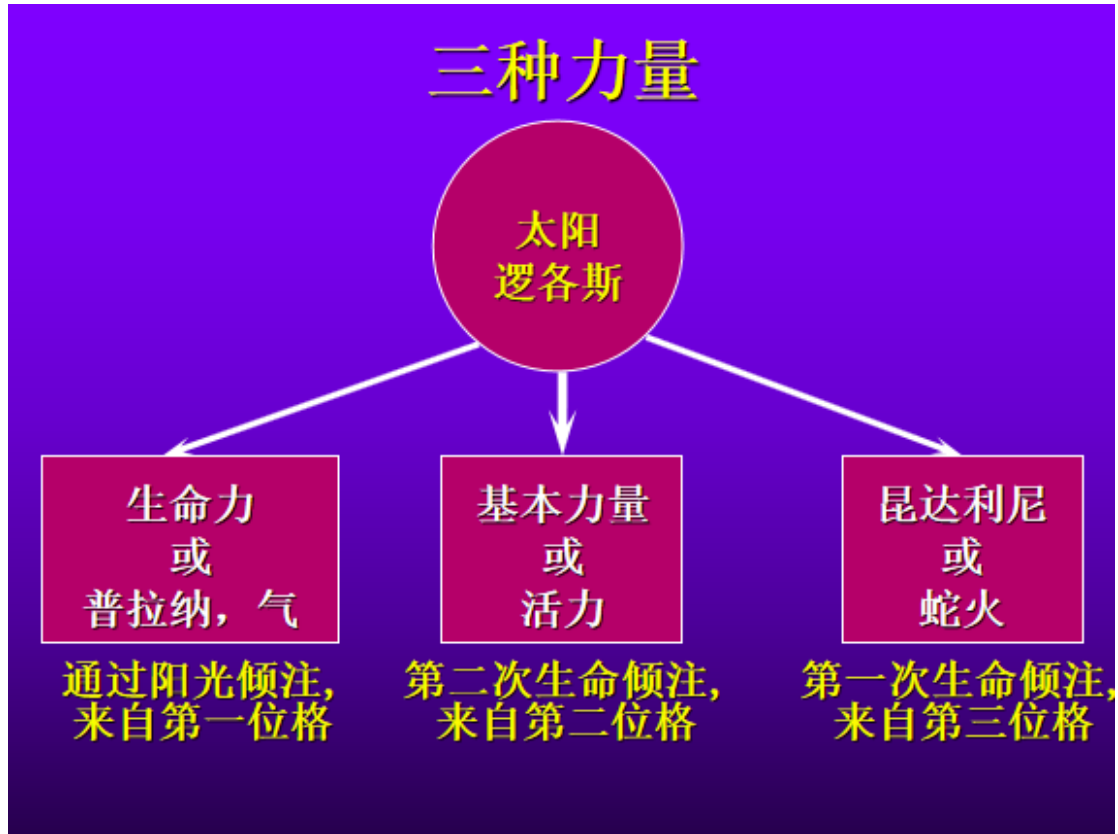 三种力量
太阳
逻各斯
生命力
或
普拉纳，气
通过阳光倾注,
来自第一位格
基本力量
或
活力
第二次生命倾注,
来自第二位格
昆达利尼
或
蛇火
第一次生命倾注,
来自第三位格